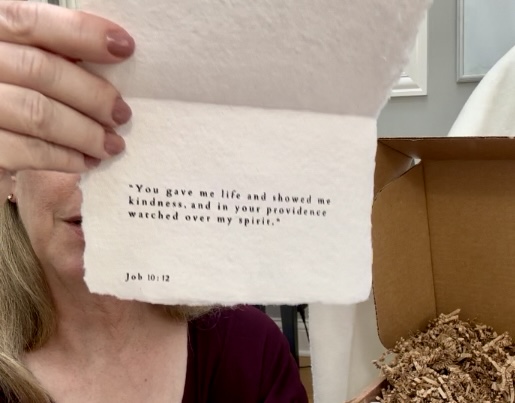 "You gave me life and showed me
kindness, and in your providence
watched over my spirit."
Job 10:12